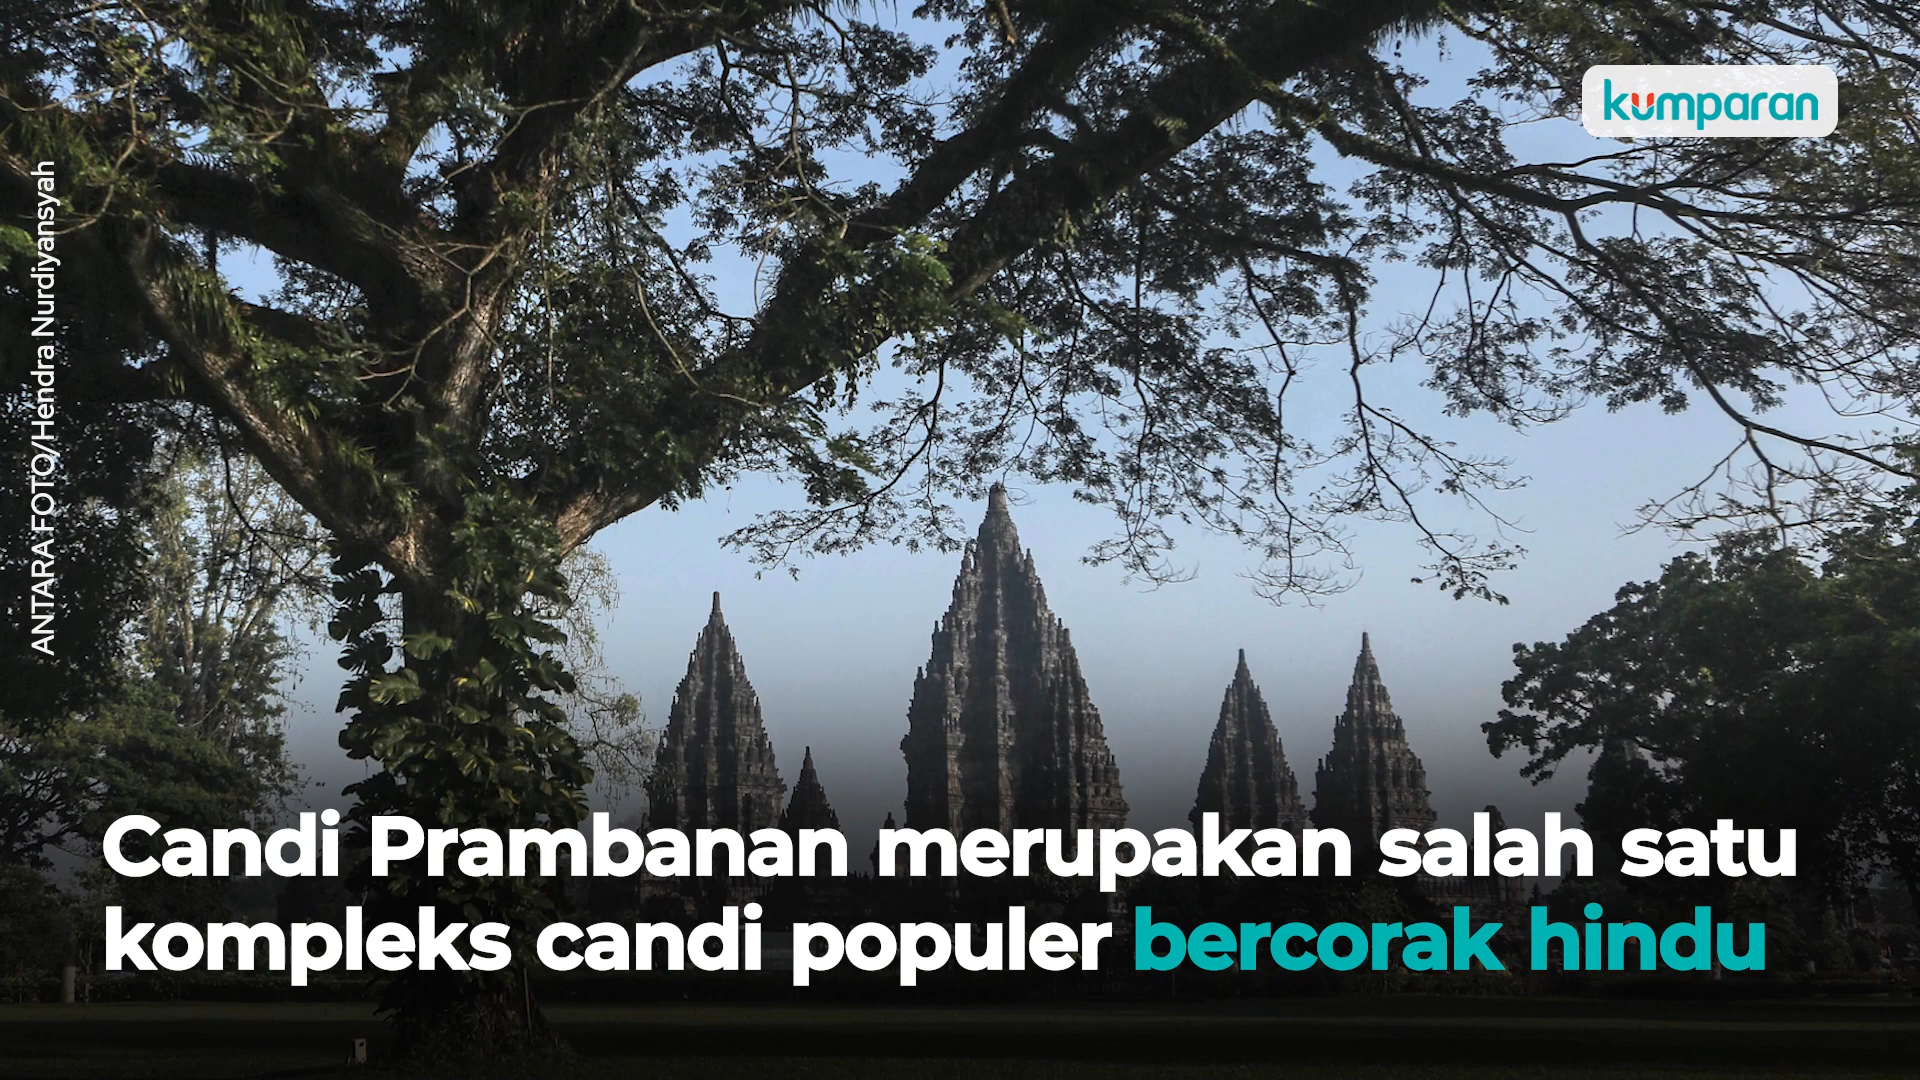 kumparan
ANTARA FOTO/Hendra Nurdiyansyah
Candi Prambanan merupakan salah satu
kompleks candi populer bercorak hindu